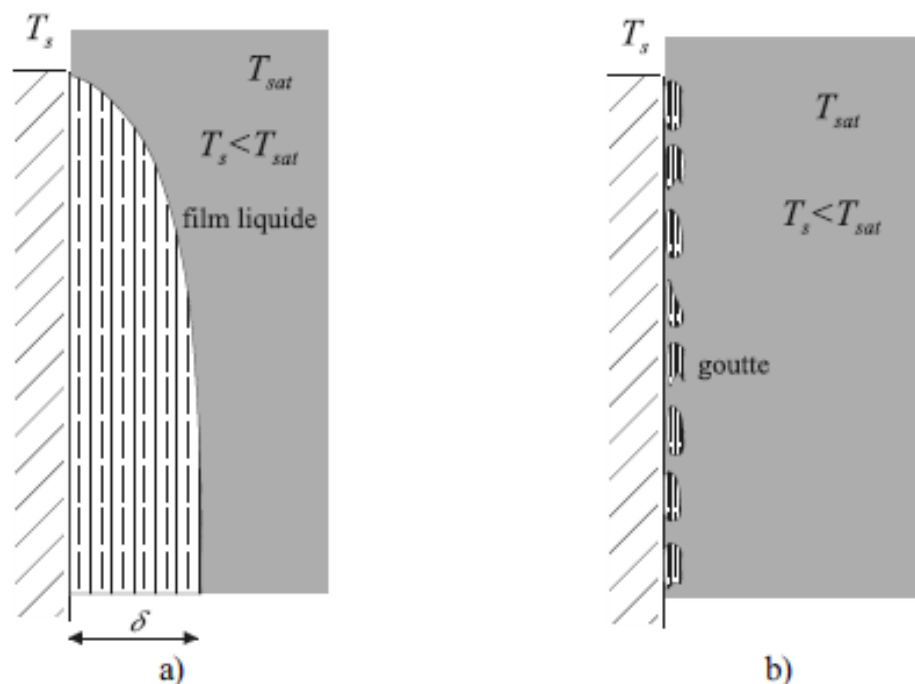 T_s
T_sat
T_s<T_sat
film liquide
δ
a)
T_s
T_sat
T_s<T_sat
goutte
b)